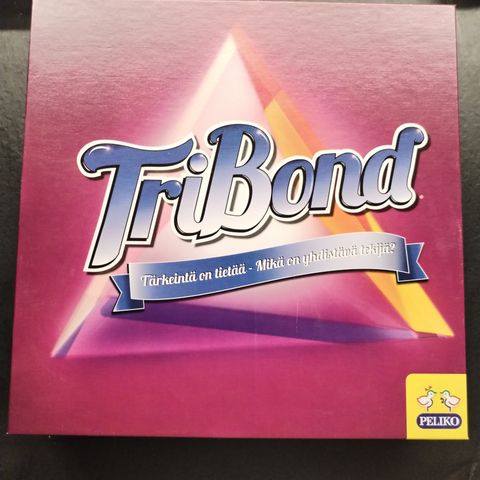 TriBond
Tärkeintä on tietää - Mikä on yhdistävä tekijä?
PELIKO